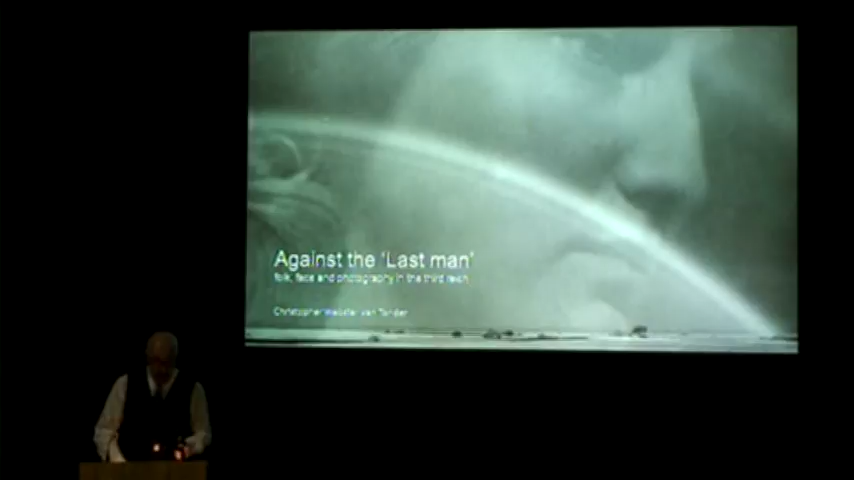 Against the 'Last man'
folk, face and photography in the third reich
Christopher Webster van Tonder